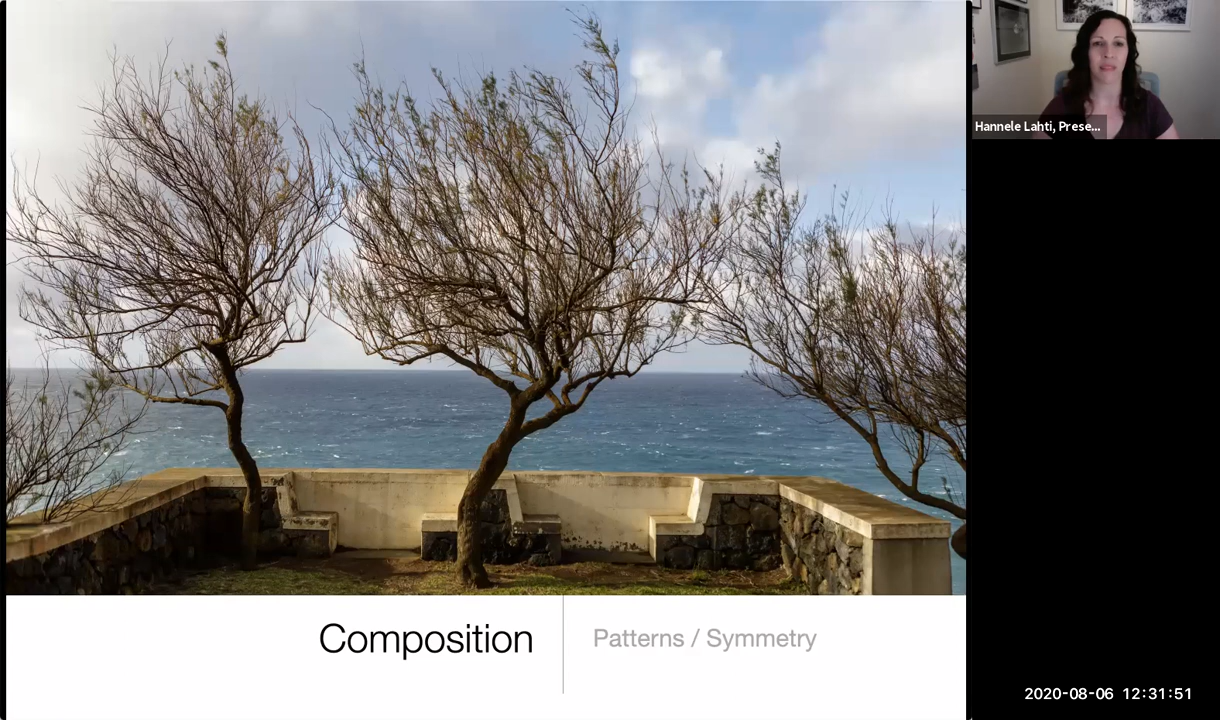 Hannele Lahti, Prese...
Composition
Patterns / Symmetry
2020-08-06 12:31:51